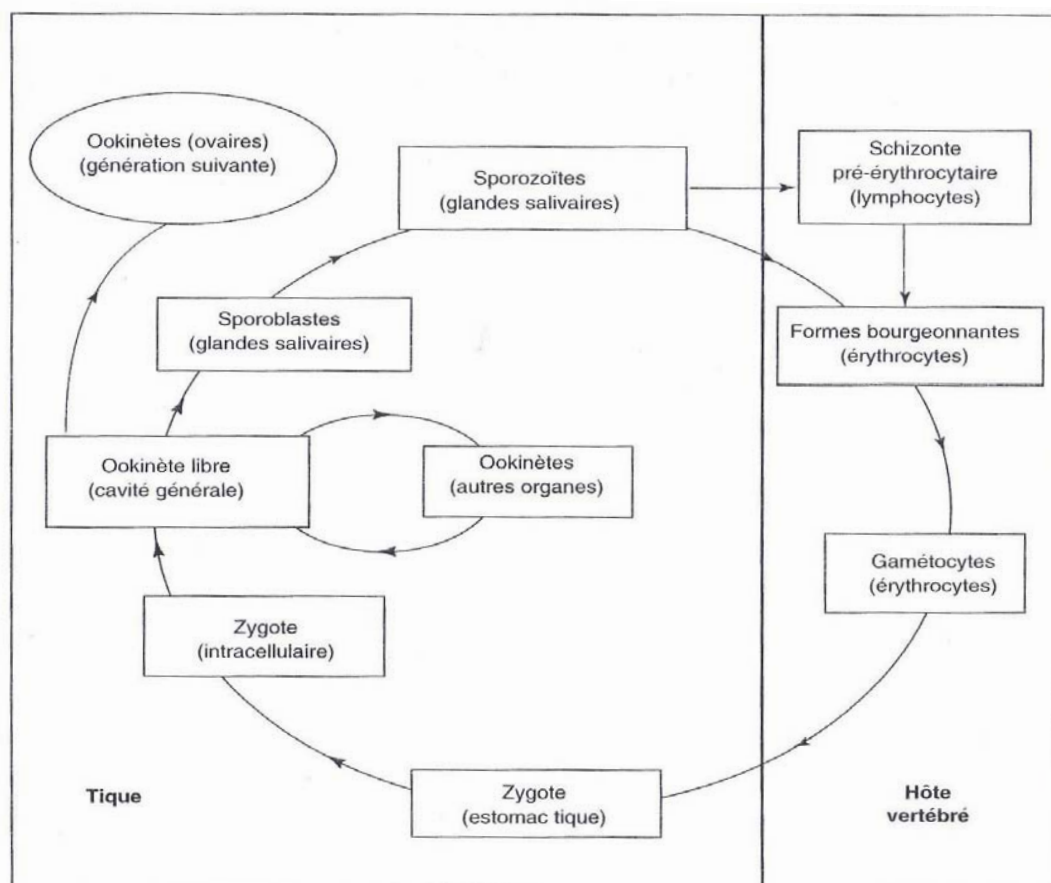 Ookinètes (ovaires)
(génération suivante)
Sporozoïtes
(glandes salivaires)
Schizonte
pré-érythrocytaire
(lymphocytes)
Sporoblastes
(glandes salivaires)
Formes bourgeonnantes
(érythrocytes)
Ookinète libre
(cavité générale)
Ookinètes
(autres organes)
Gamétocytes
(érythrocytes)
Zygote
(intracellulaire)
Tique
Zygote
(estomac tique)
Hôte
vertébré